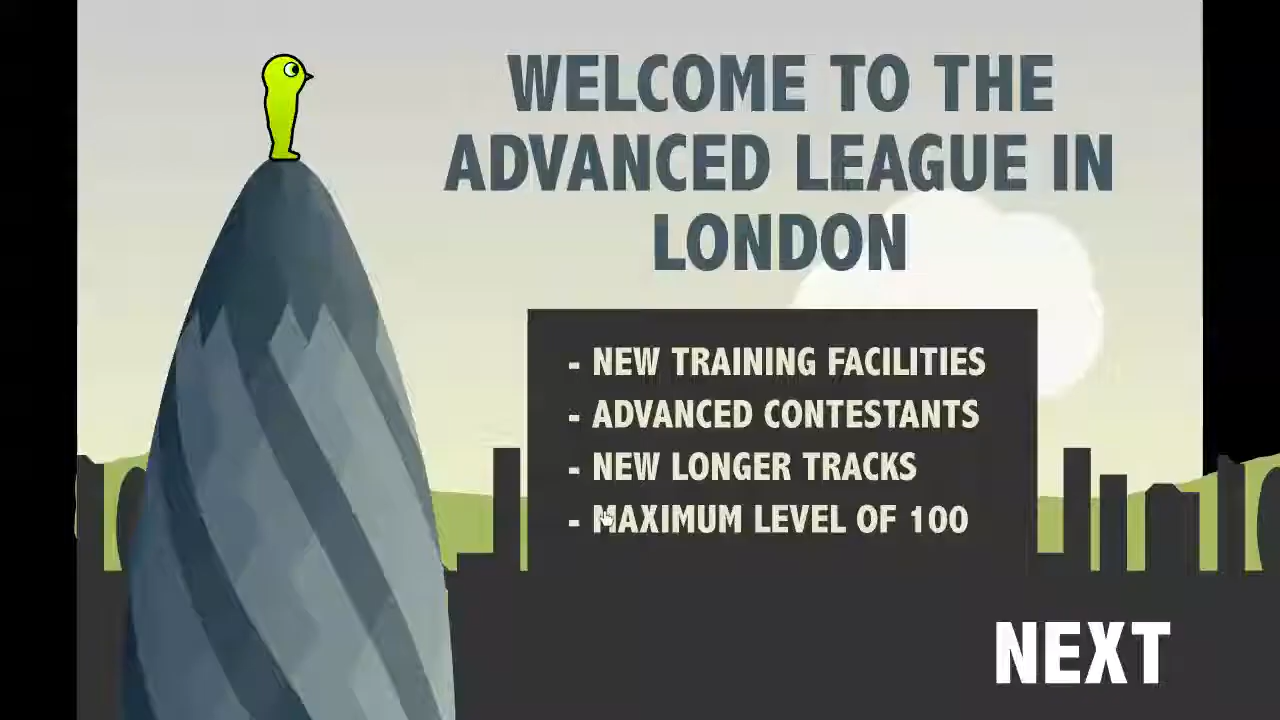 WELCOME TO THE
ADVANCED LEAGUE IN
LONDON
- NEW TRAINING FACILITIES
- ADVANCED CONTESTANTS
- NEW LONGER TRACKS
- MAXIMUM LEVEL OF 100
NEXT